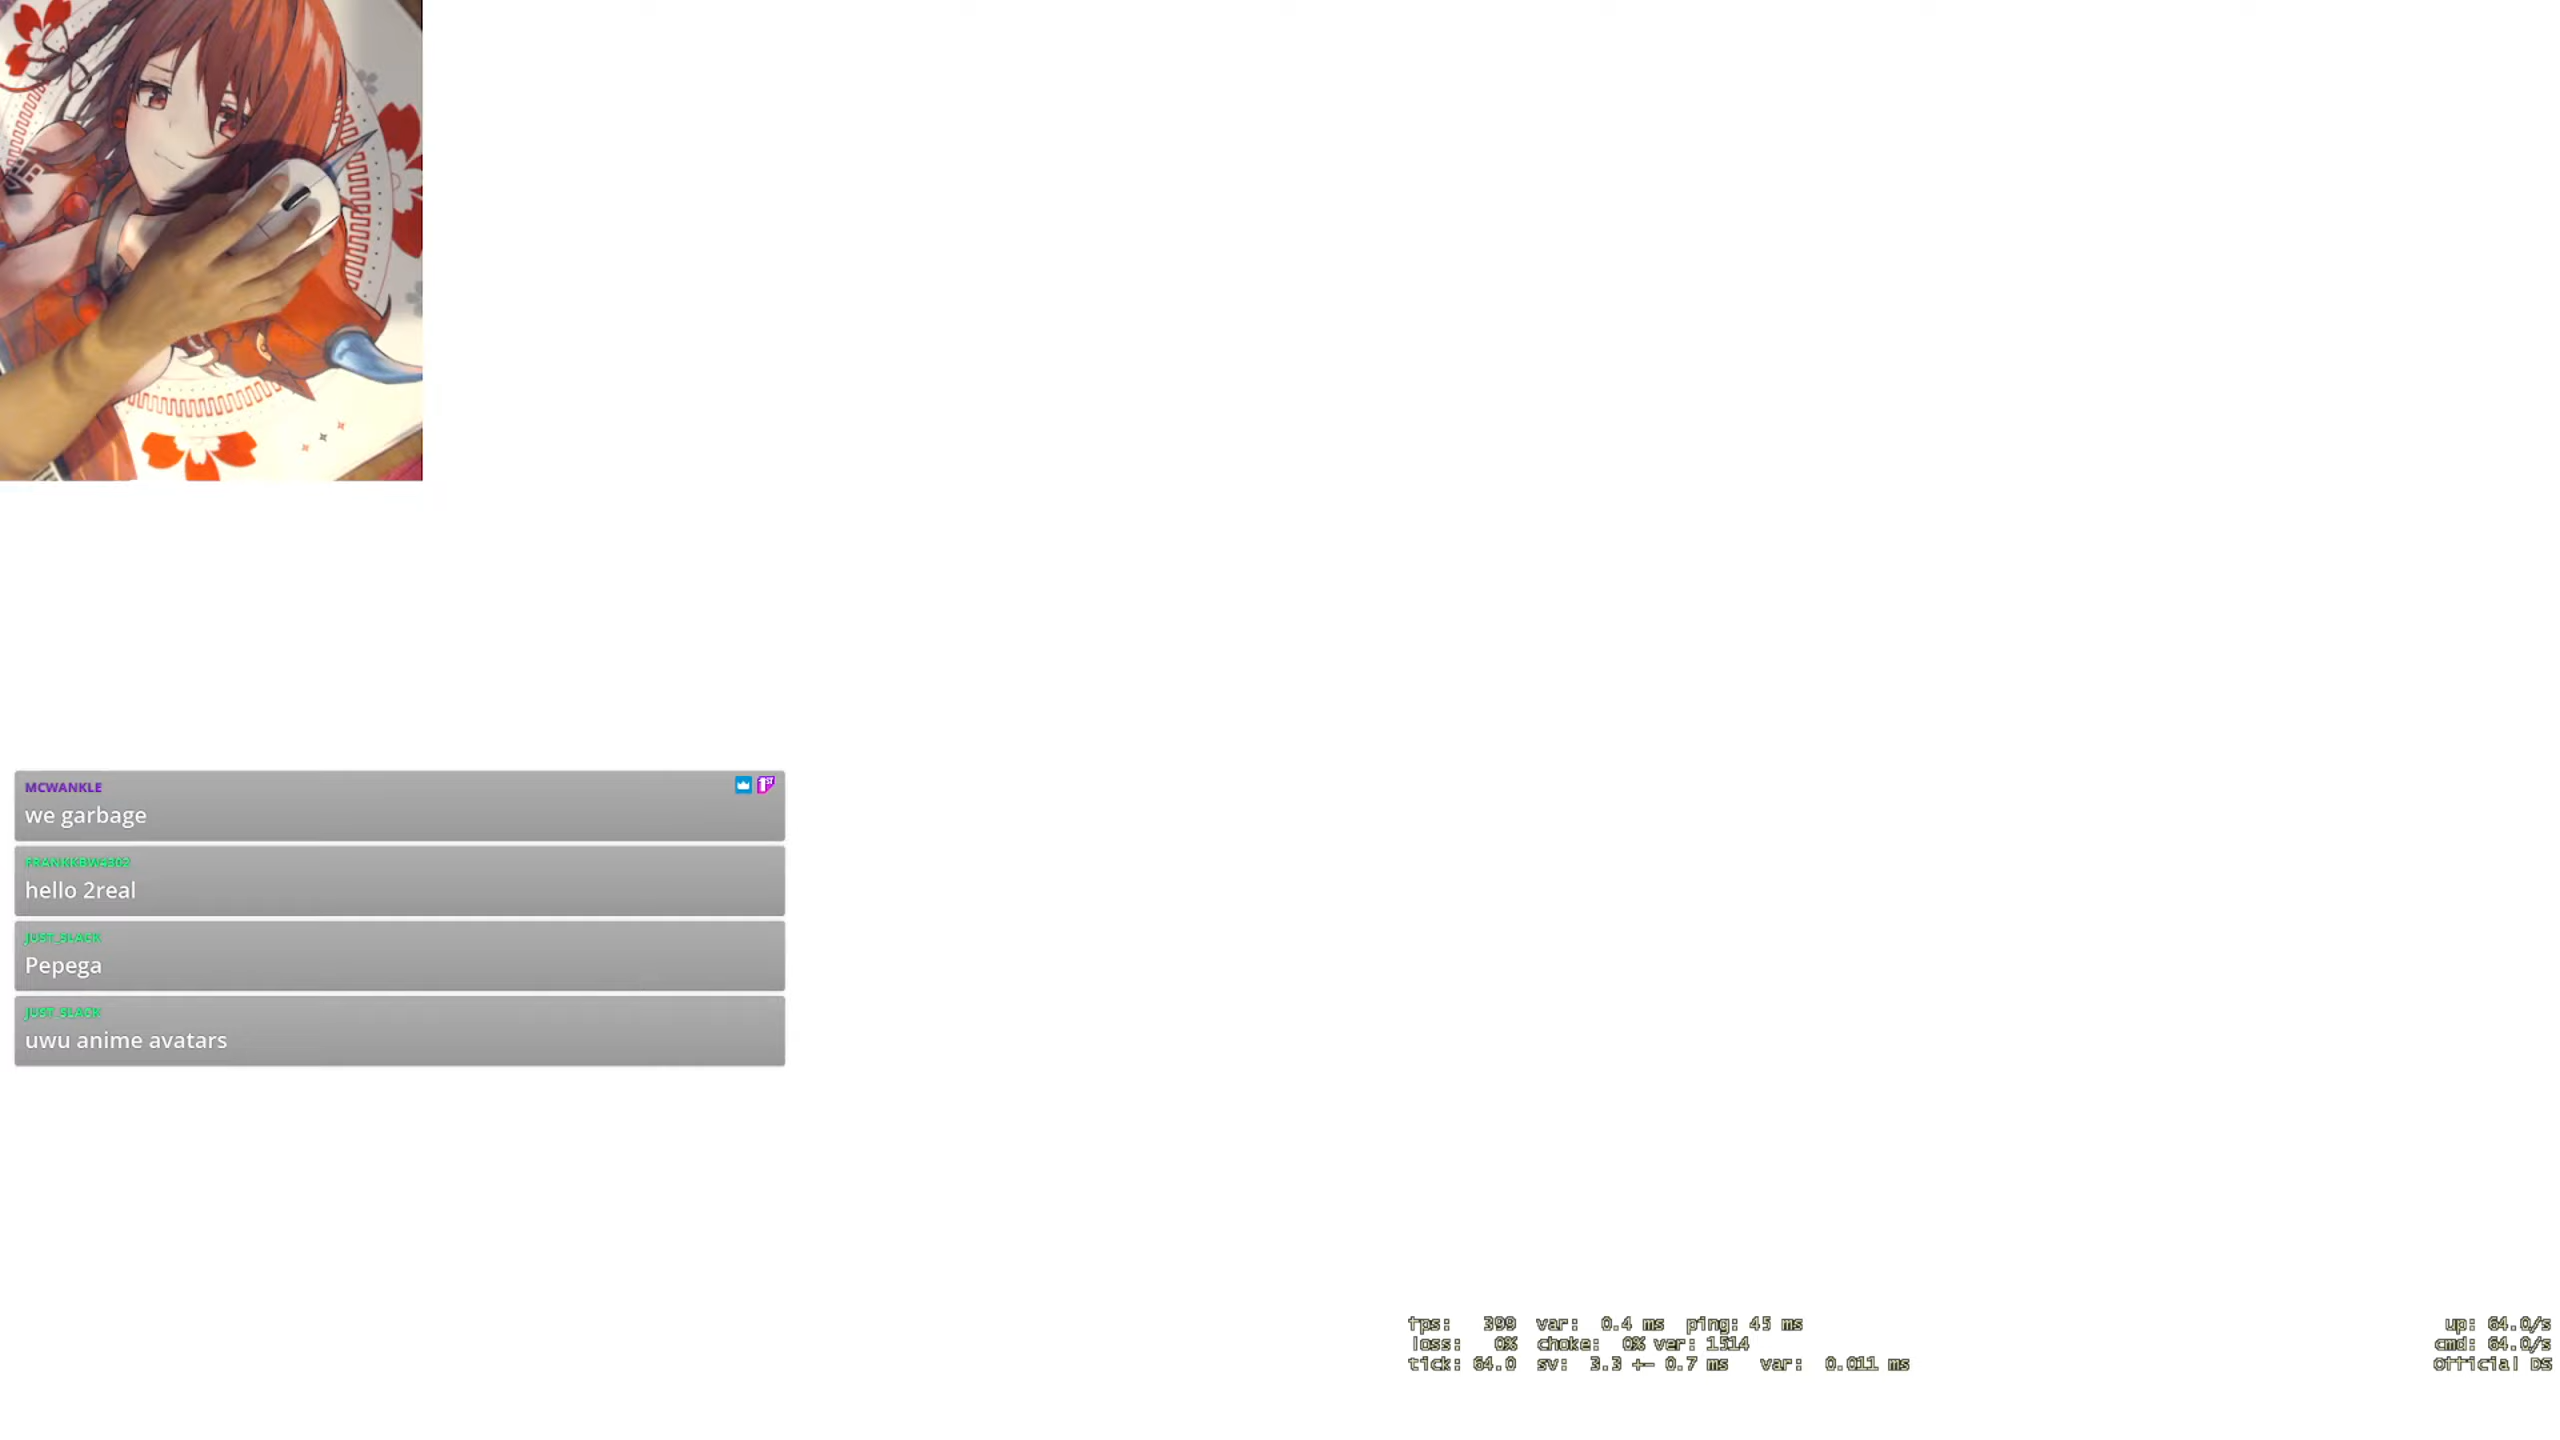 MCWANKLE
we garbage
hello 2real
JUST_SLACK
Pepega
JUST_SLACK
uwu anime avatars
fps: 399 var: 0.4 ms ping: 45 ms
loss: 0% choke: 0% ver: 1514
tick: 64.0 sv: 3.3 +- 0.7 ms var: 0.011 ms
up: 64.0/s
cmd: 64.0/s
Official DS